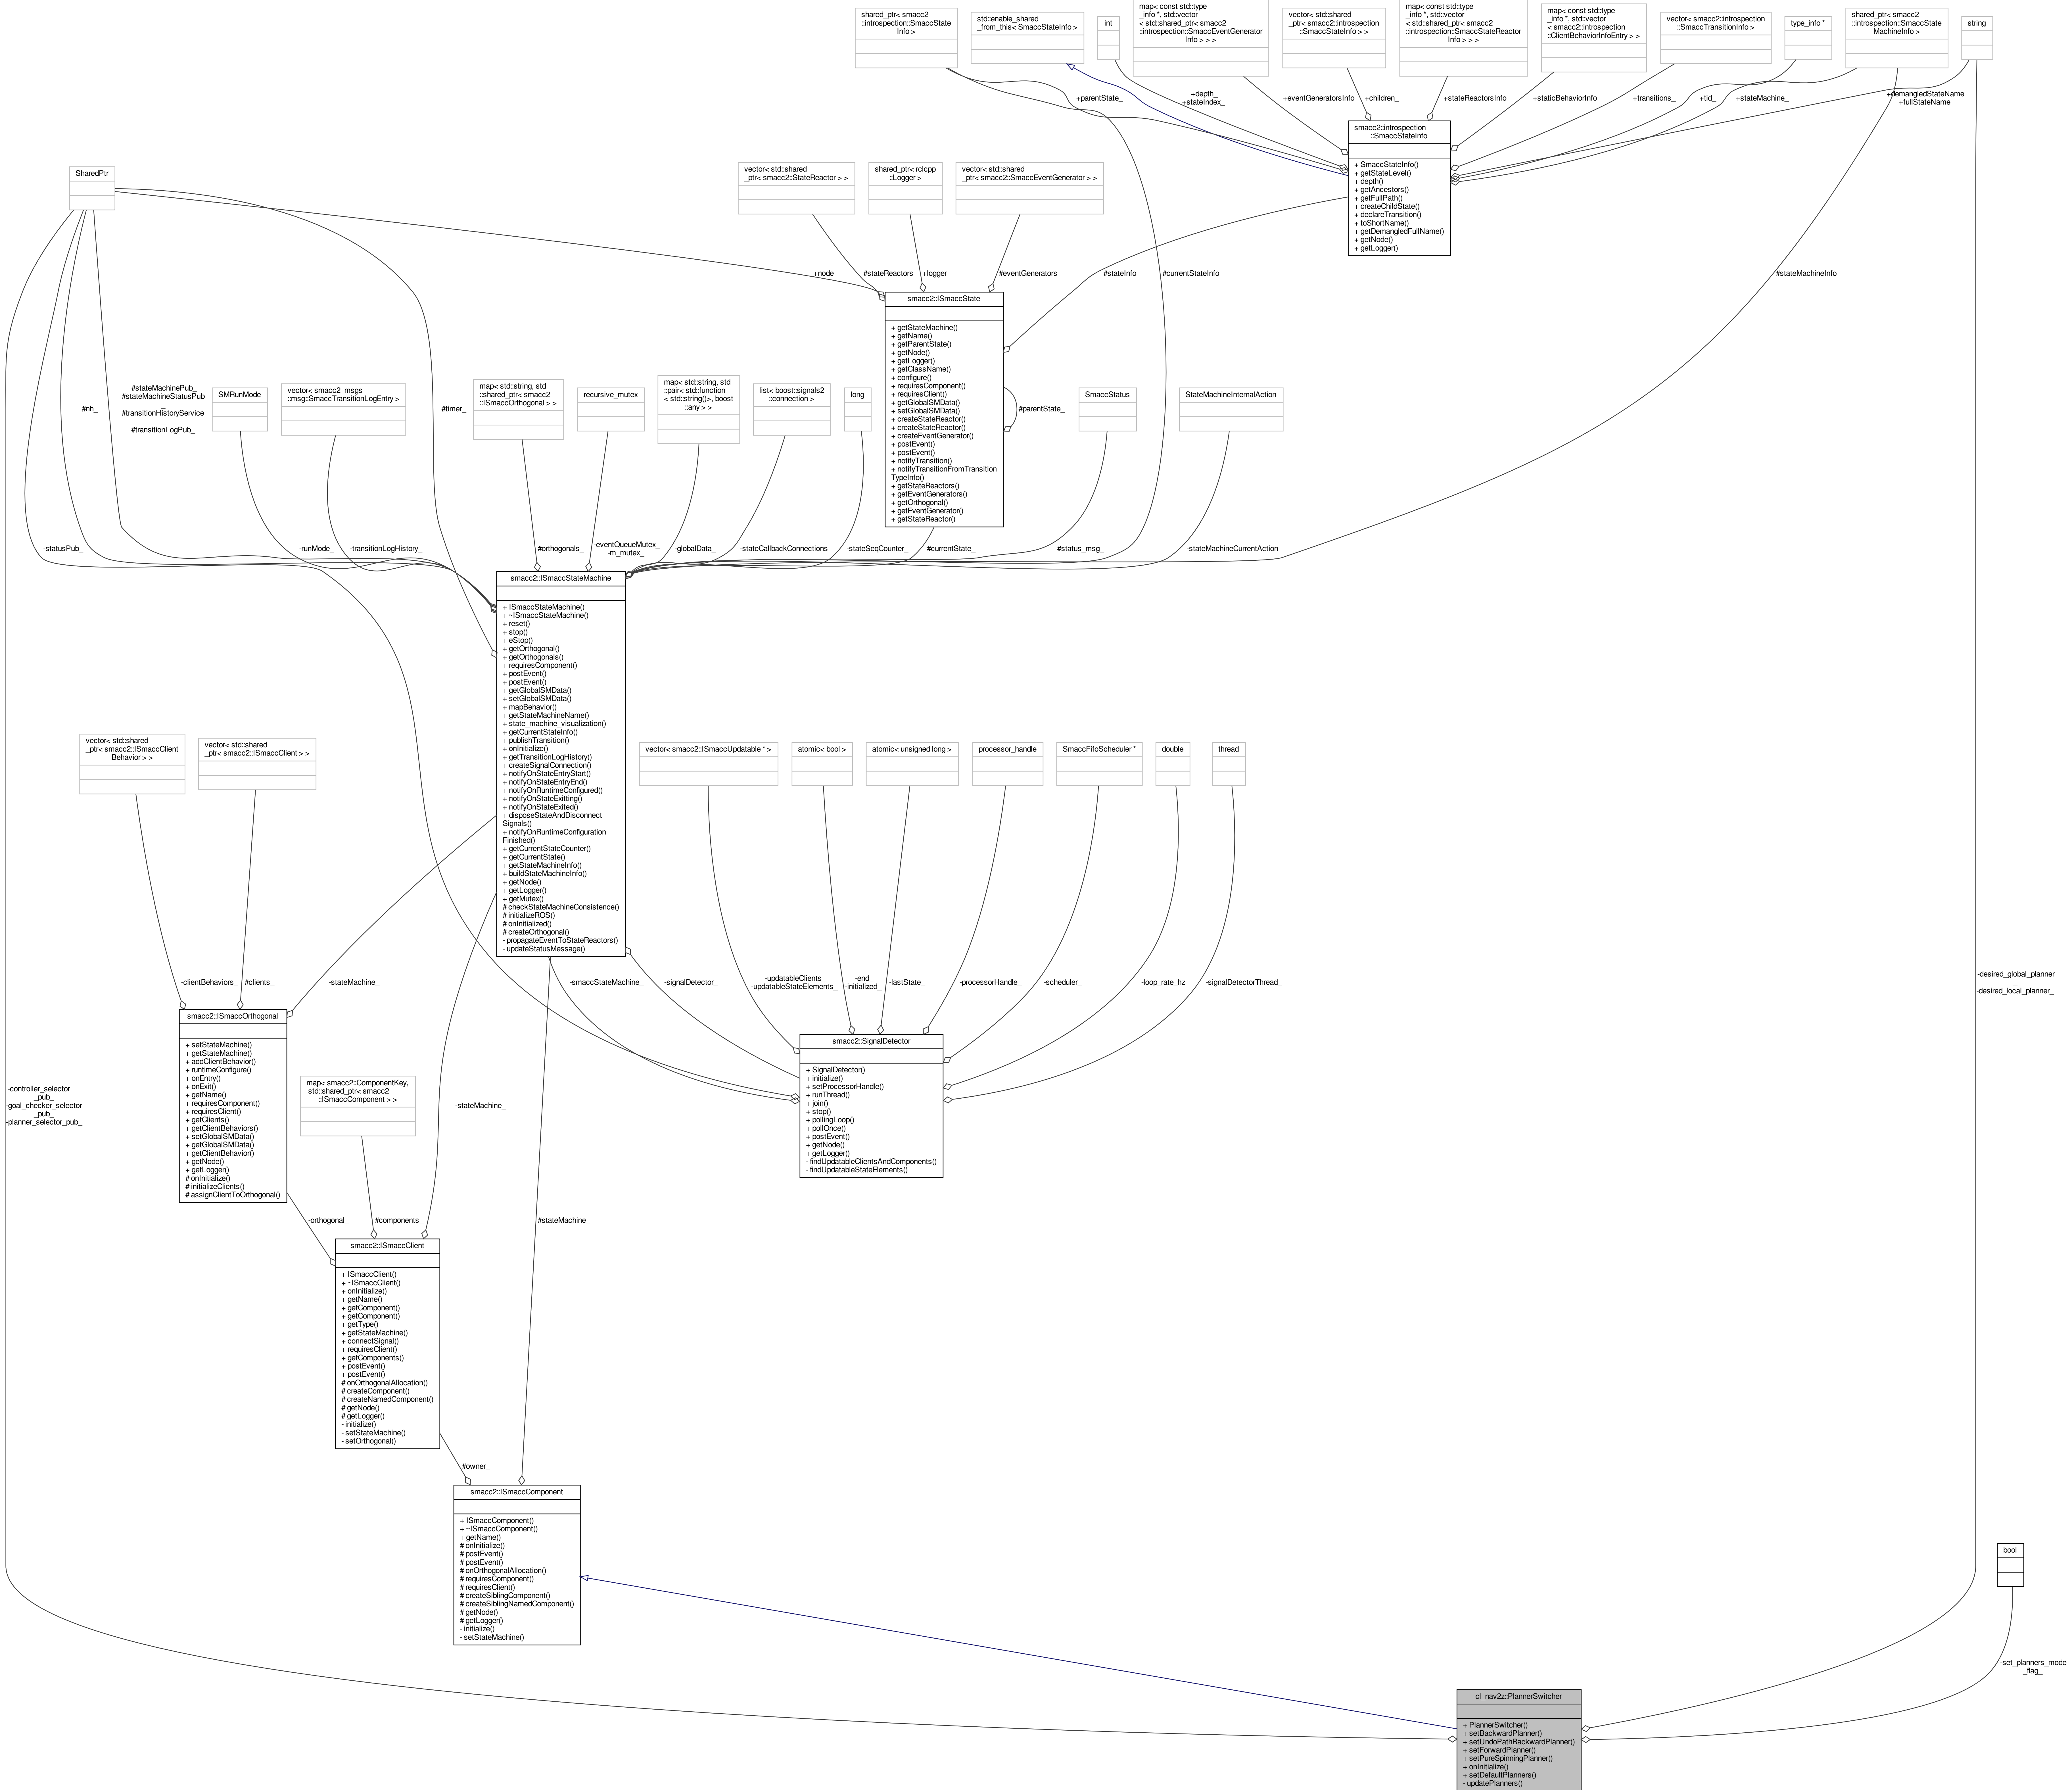 shared_ptr< smacc2
::introspection::SmaccState
Info >
std::enable_shared
_from_this< SmaccStateInfo >
int
map< const std::type
_info *, std::vector
< std::shared_ptr< smacc2
::introspection::SmaccEventGenerator
Info > > >
vector< std::shared
_ptr< smacc2::introspection
::SmaccStateInfo > >
map< const std::type
_info *, std::vector
< std::shared_ptr< smacc2
::introspection::SmaccStateReactor
Info > > >
map< const std::type
_info *, std::vector
< smacc2::introspection
::ClientBehaviorInfoEntry > >
vector< smacc2::introspection
::SmaccTransitionInfo >
type_info *
shared_ptr< smacc2
::introspection::SmaccState
MachineInfo >
string
+parentState_
+depth_
+stateIndex_
+eventGeneratorsInfo
+children_
+stateReactorsInfo
+staticBehaviorInfo
+transitions_
+tid_
+stateMachine_
+demangledStateName
+fullStateName
smacc2::introspection
::SmaccStateInfo
+ SmaccStateInfo()
+ getStateLevel()
+ depth()
+ getAncestors()
+ getFullPath()
+ createChildState()
+ declareTransition()
+ toShortName()
+ getDemangledFullName()
+ getNode()
+ getLogger()
SharedPtr
vector< std::shared
_ptr< smacc2::StateReactor > >
shared_ptr< rclcpp
::Logger >
vector< std::shared
_ptr< smacc2::SmaccEventGenerator > >
+node_
#stateReactors_
+logger_
#eventGenerators_
#stateInfo_
#currentStateInfo_
#stateMachineInfo_
smacc2::ISmaccState
+ getStateMachine()
+ getName()
+ getParentState()
+ getNode()
+ getLogger()
+ getClassName()
+ configure()
+ requiresComponent()
+ requiresClient()
+ getGlobalSMData()
+ setGlobalSMData()
+ createStateReactor()
+ createStateReactor()
+ createEventGenerator()
+ postEvent()
+ postEvent()
+ notifyTransition()
+ notifyTransitionFromTransition
TypeInfo()
+ getStateReactors()
+ getEventGenerators()
+ getOrthogonal()
+ getEventGenerator()
+ getStateReactor()
#parentState_
#nh_
#stateMachinePub_
#stateMachineStatusPub
_
#transitionHistoryService
_
#transitionLogPub_
SMRunMode
vector< smacc2_msgs
::msg::SmaccTransitionLogEntry >
#timer_
map< std::string, std
::shared_ptr< smacc2
::ISmaccOrthogonal > >
recursive_mutex
map< std::string, std
::pair< std::function
< std::string()>, boost
::any > >
list< boost::signals2
::connection >
long
SmaccStatus
StateMachineInternalAction
-statusPub_
-runMode_
-transitionLogHistory_
#orthogonals_
-eventQueueMutex_
-m_mutex_
-globalData_
-stateCallbackConnections
-stateSeqCounter_
#currentState_
#status_msg_
-stateMachineCurrentAction
smacc2::ISmaccStateMachine
+ ISmaccStateMachine()
+ ~ISmaccStateMachine()
+ reset()
+ stop()
+ eStop()
+ getOrthogonal()
+ getOrthogonals()
+ requiresComponent()
+ postEvent()
+ postEvent()
+ getGlobalSMData()
+ setGlobalSMData()
+ mapBehavior()
+ getStateMachineName()
+ state_machine_visualization()
+ getCurrentStateInfo()
+ publishTransition()
+ onInitialize()
+ getTransitionLogHistory()
+ createSignalConnection()
+ notifyOnStateEntryStart()
+ notifyOnStateEntryEnd()
+ notifyOnRuntimeConfigured()
+ notifyOnStateExitting()
+ notifyOnStateExited()
+ disposeStateAndDisconnect
Signals()
+ notifyOnRuntimeConfiguration
Finished()
+ getCurrentStateCounter()
+ getCurrentState()
+ getStateMachineInfo()
+ buildStateMachineInfo()
+ getNode()
+ getLogger()
+ getMutex()
# checkStateMachineConsistence()
# initializeROS()
# onInitialized()
# createOrthogonal()
- propagateEventToStateReactors()
- updateStatusMessage()
vector< std::shared
_ptr< smacc2::ISmaccClient
Behavior > >
vector< std::shared
_ptr< smacc2::ISmaccClient > >
vector< smacc2::ISmaccUpdatable * >
atomic< bool >
atomic< unsigned long >
processor_handle
SmaccFifoScheduler *
double
thread
-clientBehaviors_
#clients_
-stateMachine_
-smaccStateMachine_
-signalDetector_
-updatableClients_
-updatableStateElements_
-end_
-initialized_
-lastState_
-processorHandle_
-scheduler_
-loop_rate_hz
-signalDetectorThread_
-desired_global_planner
_
-desired_local_planner_
smacc2::ISmaccOrthogonal
+ setStateMachine()
+ getStateMachine()
+ addClientBehavior()
+ runtimeConfigure()
+ onEntry()
+ onExit()
+ getName()
+ requiresComponent()
+ requiresClient()
+ getClients()
+ getClientBehaviors()
+ setGlobalSMData()
+ getGlobalSMData()
+ getClientBehavior()
+ getNode()
+ getLogger()
# onInitialize()
# initializeClients()
# assignClientToOrthogonal()
smacc2::SignalDetector
+ SignalDetector()
+ initialize()
+ setProcessorHandle()
+ runThread()
+ join()
+ stop()
+ pollingLoop()
+ pollOnce()
+ postEvent()
+ getNode()
+ getLogger()
- findUpdatableClientsAndComponents()
- findUpdatableStateElements()
-controller_selector
_pub_
-goal_checker_selector
_pub_
-planner_selector_pub_
map< smacc2::ComponentKey,
std::shared_ptr< smacc2
::ISmaccComponent > >
-stateMachine_
-orthogonal_
#components_
#stateMachine_
smacc2::ISmaccClient
+ ISmaccClient()
+ ~ISmaccClient()
+ onInitialize()
+ getName()
+ getComponent()
+ getComponent()
+ getType()
+ getStateMachine()
+ connectSignal()
+ requiresClient()
+ getComponents()
+ postEvent()
+ postEvent()
# onOrthogonalAllocation()
# createComponent()
# createNamedComponent()
# getNode()
# getLogger()
- initialize()
- setStateMachine()
- setOrthogonal()
#owner_
smacc2::ISmaccComponent
+ ISmaccComponent()
+ ~ISmaccComponent()
+ getName()
# onInitialize()
# postEvent()
# postEvent()
# onOrthogonalAllocation()
# requiresComponent()
# requiresClient()
# createSiblingComponent()
# createSiblingNamedComponent()
# getNode()
# getLogger()
- initialize()
- setStateMachine()
bool
-set_planners_mode
_flag_
cl_nav2z::PlannerSwitcher
+ PlannerSwitcher()
+ setBackwardPlanner()
+ setUndoPathBackwardPlanner()
+ setForwardPlanner()
+ setPureSpinningPlanner()
+ onInitialize()
+ setDefaultPlanners()
- updatePlanners()